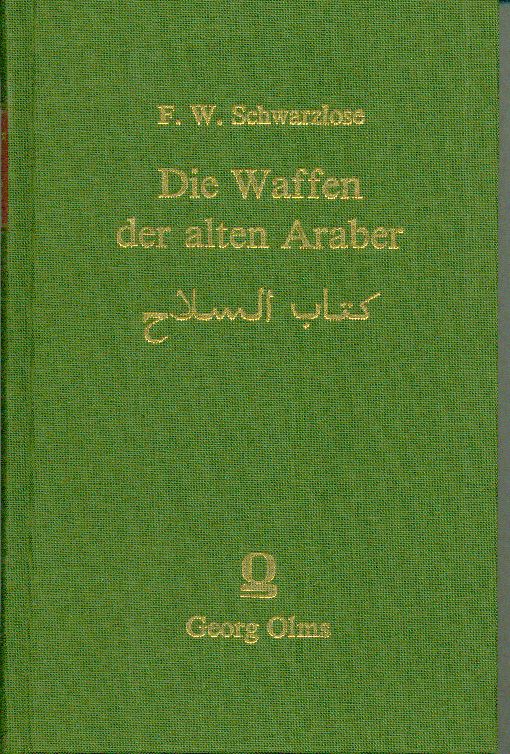 F. W. Schwarzlose
Die Waffen
der alten Araber
كتاب السلاح
Georg Olms